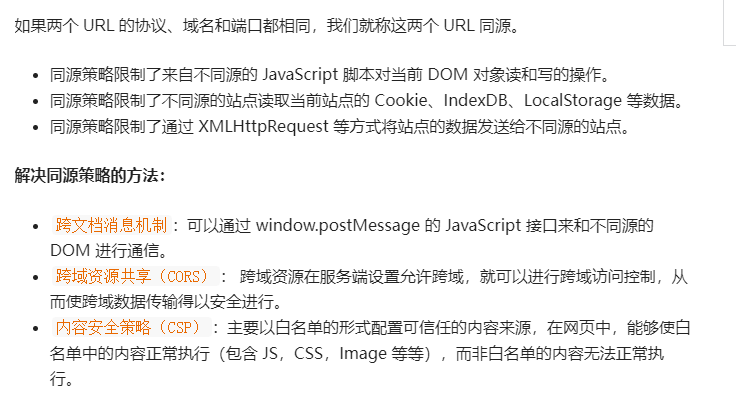 如果两个 URL 的协议、域名和端口都相同，我们就称这两个 URL 同源。
• 同源策略限制了来自不同源的 JavaScript 脚本对当前 DOM 对象读和写的操作。
• 同源策略限制了不同源的站点读取当前站点的 Cookie、IndexDB、LocalStorage 等数据。
• 同源策略限制了通过 XMLHttpRequest 等方式将站点的数据发送给不同源的站点。
解决同源策略的方法：
• 跨文档消息机制：可以通过 window.postMessage 的 JavaScript 接口来和不同源的
DOM 进行通信。
• 跨域资源共享（CORS）： 跨域资源在服务端设置允许跨域，就可以进行跨域访问控制，从
而使跨域数据传输得以安全进行。
• 内容安全策略（CSP）：主要以白名单的形式配置可信任的内容来源，在网页中，能够使白
名单中的内容正常执行（包含 JS，CSS，Image 等等），而非白名单的内容无法正常执
行。